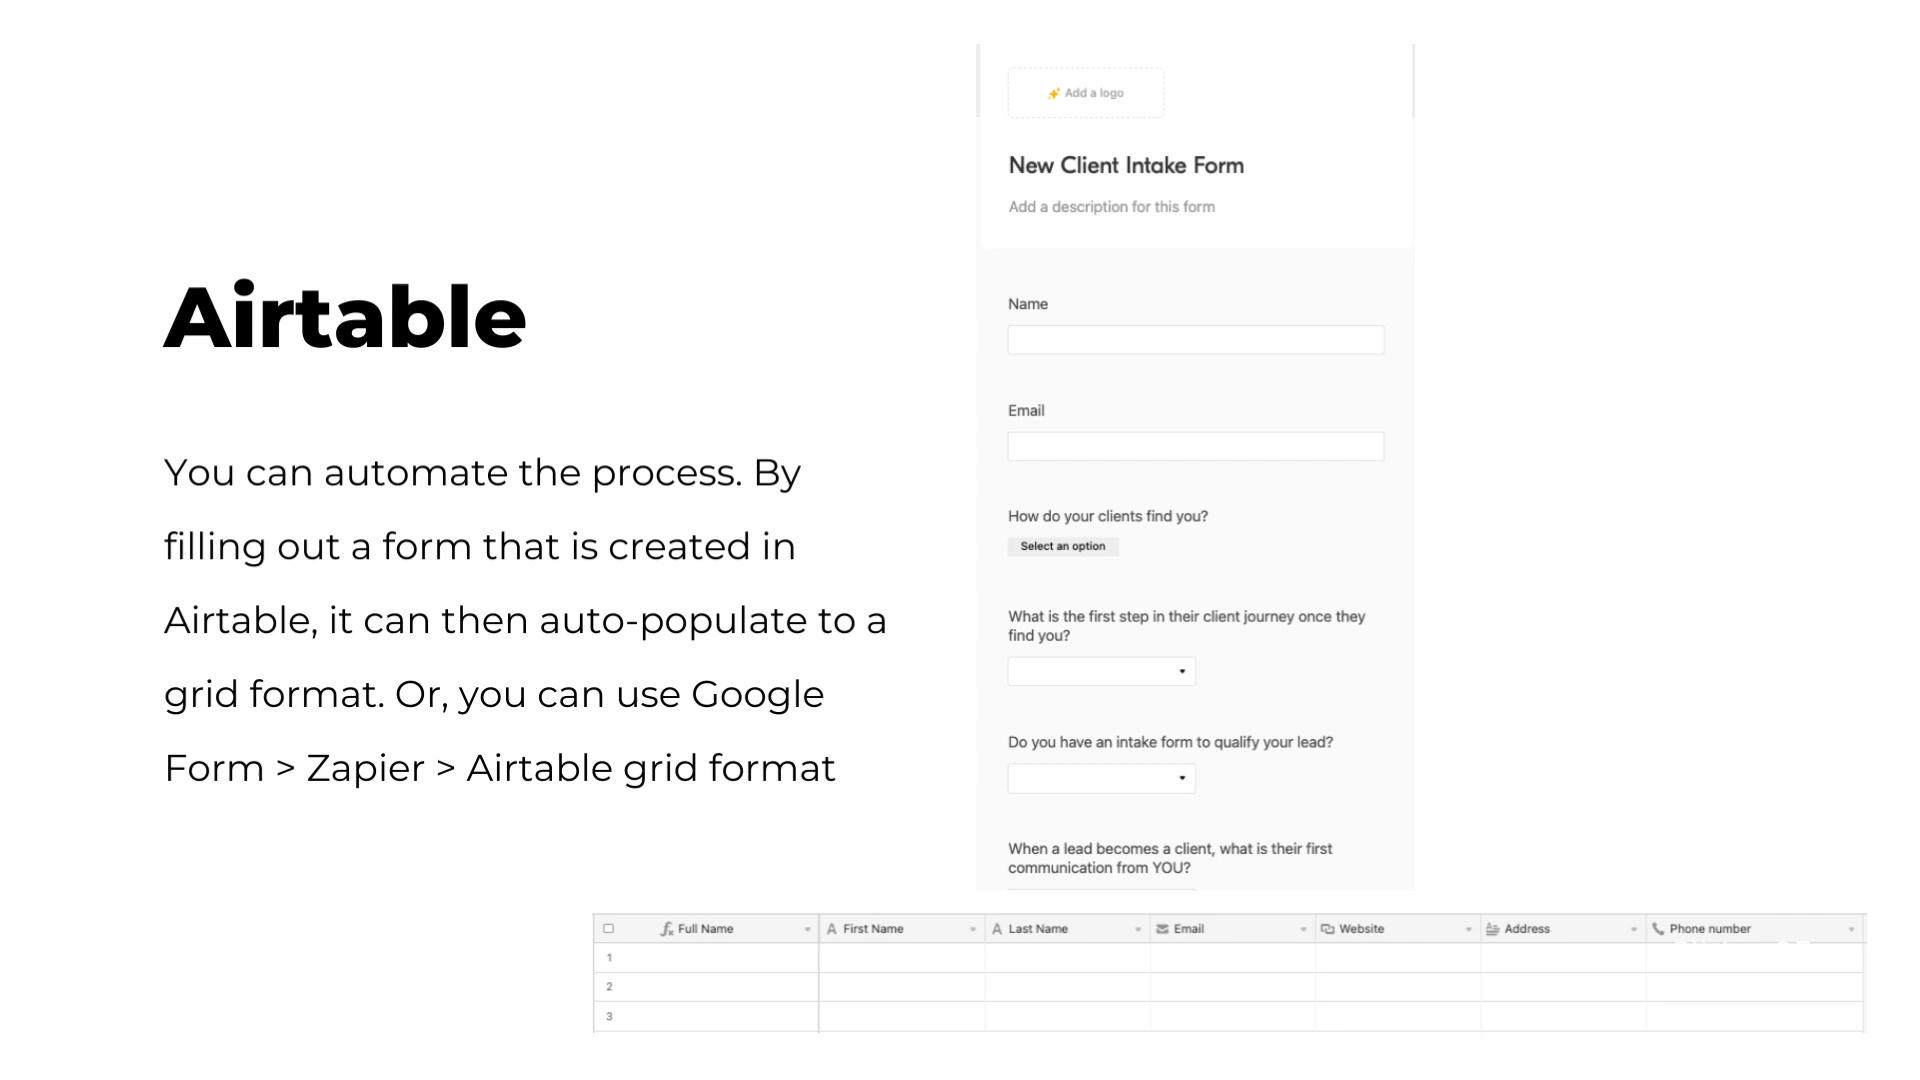 Airtable
You can automate the process. By
filling out a form that is created in
Airtable, it can then auto-populate to a
grid format. Or, you can use Google
Form > Zapier > Airtable grid format
Add a logo
New Client Intake Form
Add a description for this form
Name
Email
How do your clients find you?
Select an option
What is the first step in their client journey once they
find you?
Do you have an intake form to qualify your lead?
When a lead becomes a client, what is their first
communication from YOU?
Full Name First Name Last Name Email Website Address Phone number
1
2
3